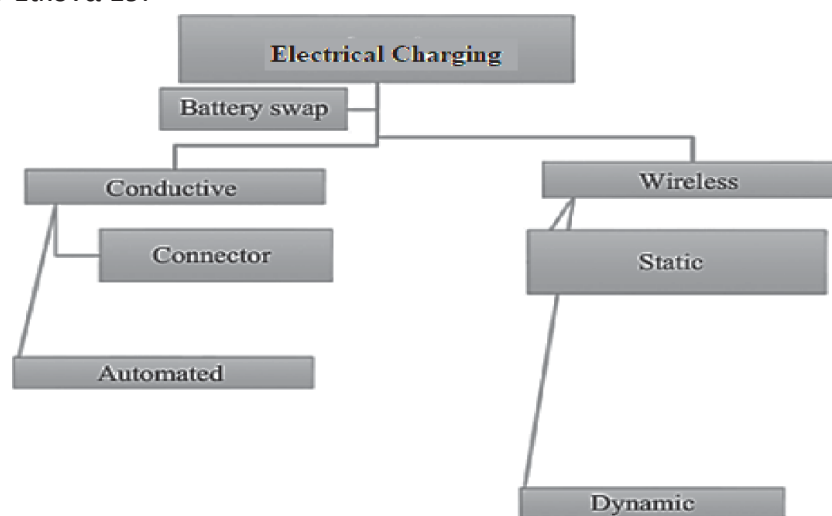 Electrical Charging
Battery swap
Conductive
Wireless
Connector
Static
Automated
Dynamic